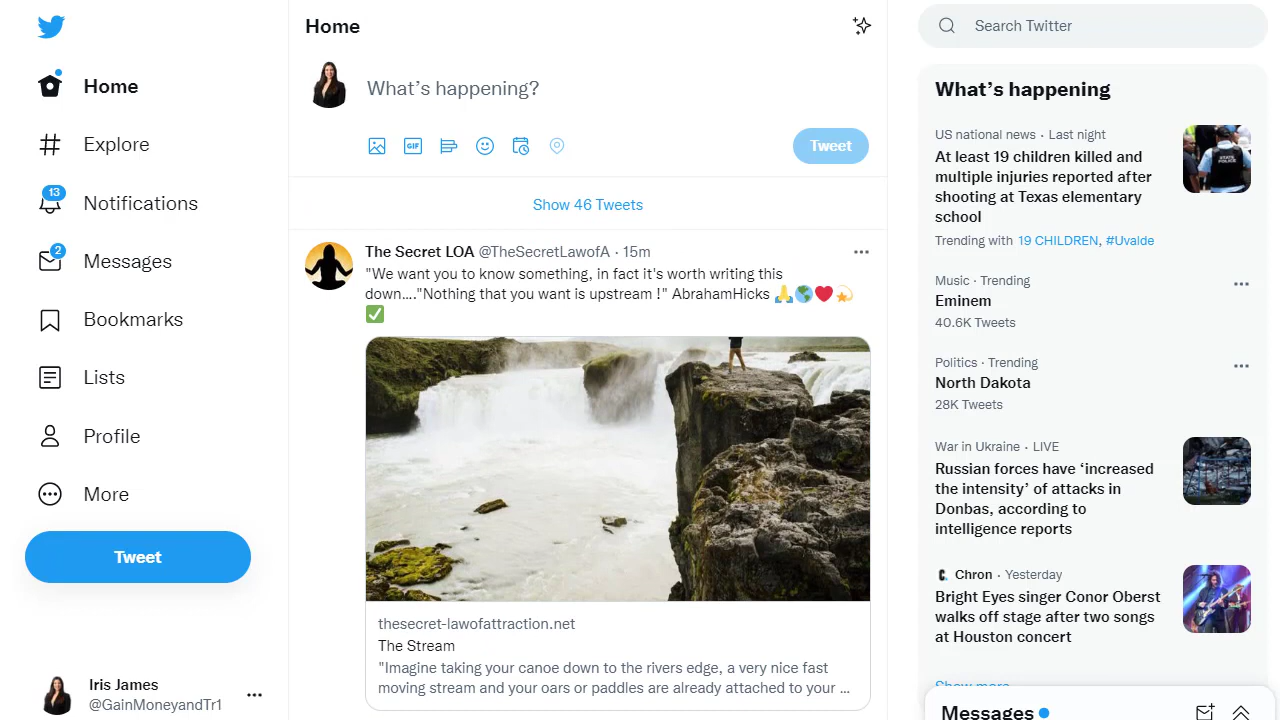 Home
Explore
13
Notifications
2
Messages
Bookmarks
Lists
Profile
More
Tweet
Iris James
@GainMoneyandTr1
Home
What's happening?
GIF
Tweet
Show 46 Tweets
The Secret LOA @TheSecretLawofA · 15m
"We want you to know something, in fact it's worth writing this
down...."Nothing that you want is upstream !" AbrahamHicks 🙏🌎❤️💫
✅
thesecret-lawofattraction.net
The Stream
"Imagine taking your canoe down to the rivers edge, a very nice fast
moving stream and your oars or paddles are already attached to your ...
Search Twitter
What's happening
US national news · Last night
At least 19 children killed and
multiple injuries reported after
shooting at Texas elementary
school
STATE
POLICE
Trending with 19 CHILDREN, #Uvalde
Music · Trending
Eminem
40.6K Tweets
Politics · Trending
North Dakota
28K Tweets
War in Ukraine · LIVE
Russian forces have ‘increased
the intensity’ of attacks in
Donbas, according to
intelligence reports
Chron · Yesterday
Bright Eyes singer Conor Oberst
walks off stage after two songs
at Houston concert
Show more
Messages